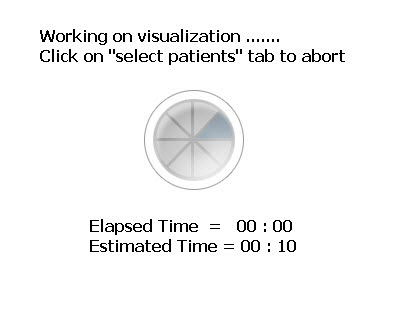 Working on visualization .......
Click on "select patients" tab to abort
Elapsed Time = 00 : 00
Estimated Time = 00 : 10